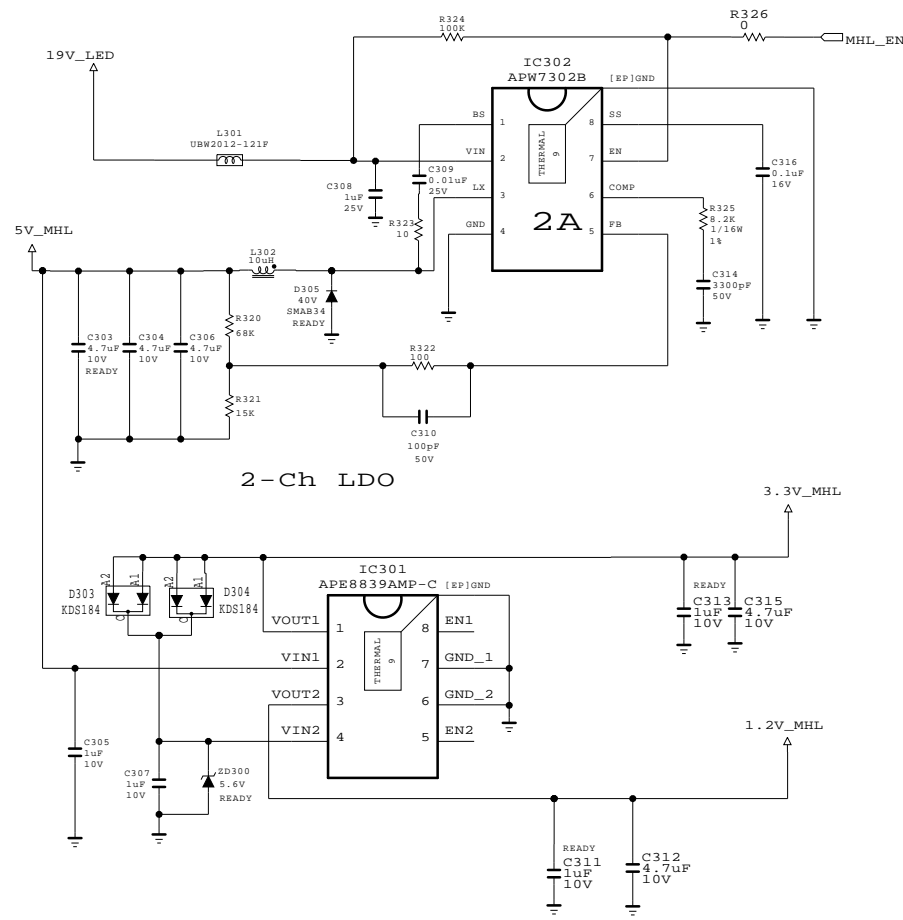 R324
100K
R326
0
MHL_EN
19V_LED
IC302
APW7302B
[EP]GND
L301
UBW2012-121F
BS
1
VIN
2
LX
3
GND
4
THERMAL
9
2A
8
SS
7
EN
6
COMP
5
FB
C308
1uF
25V
C309
0.01uF
25V
R323
10
C316
0.1uF
16V
R325
8.2K
1/16W
1%
C314
3300pF
50V
5V_MHL
L302
10uH
D305
40V
SMAB34
READY
C303
4.7uF
10V
READY
C304
4.7uF
10V
C306
4.7uF
10V
R320
68K
R321
15K
R322
100
C310
100pF
50V
2-Ch LDO
3.3V_MHL
IC301
APE8839AMP-C
[EP]GND
A2
A1
C
D303
KDS184
A2
A1
C
D304
KDS184
VOUT1
1
VIN1
2
VOUT2
3
VIN2
4
THERMAL
9
8
EN1
7
GND_1
6
GND_2
5
EN2
READY
C313
1uF
10V
C315
4.7uF
10V
C305
1uF
10V
C307
1uF
10V
ZD300
5.6V
READY
1.2V_MHL
READY
C311
1uF
10V
C312
4.7uF
10V